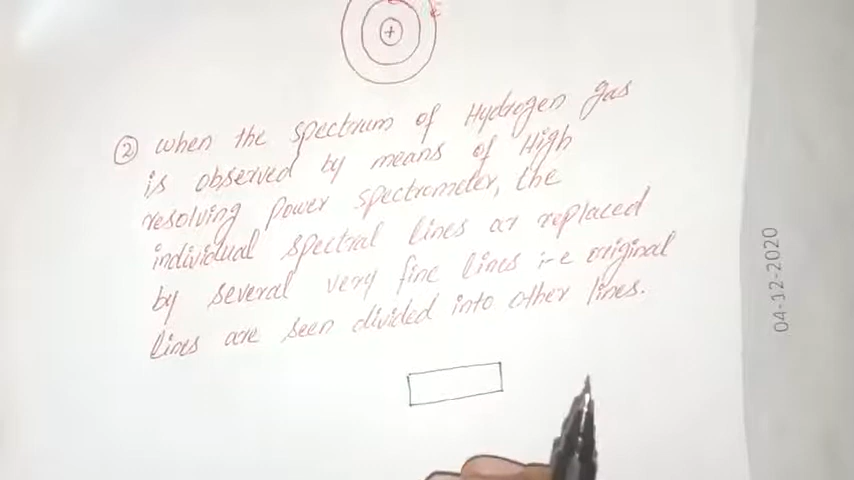 +
② when the spectrum of Hydrogen gas
is observed by means of High
resolving power spectrometer, the
individual spectral lines ar replaced
by several very fine lines i-e original
lines are seen divided into other lines.
04-12-2020